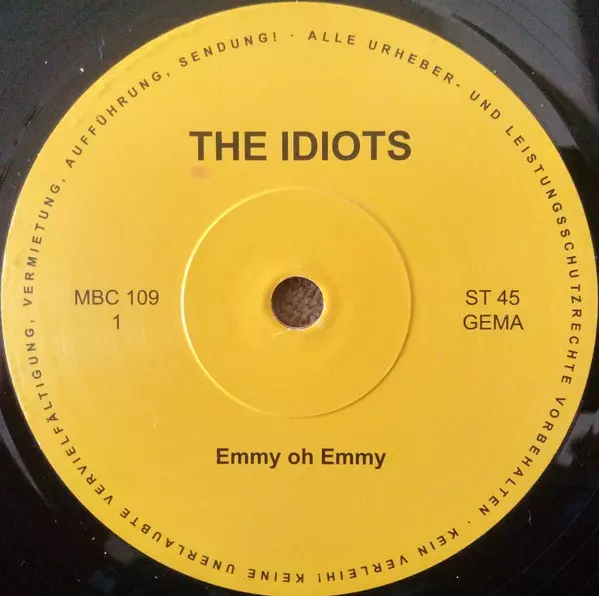 THE IDIOTS
MBC 109
1
ST 45
GEMA
Emmy oh Emmy
ALLE URHEBER- UND LEISTUNGSSCHUTZRECHTE VORBEHALTEN · KEIN VERLEIH! KEINE UNERLAUBTE VERVIELFÄLTIGUNG, VERMIETUNG, AUFFÜHRUNG, SENDUNG! ·